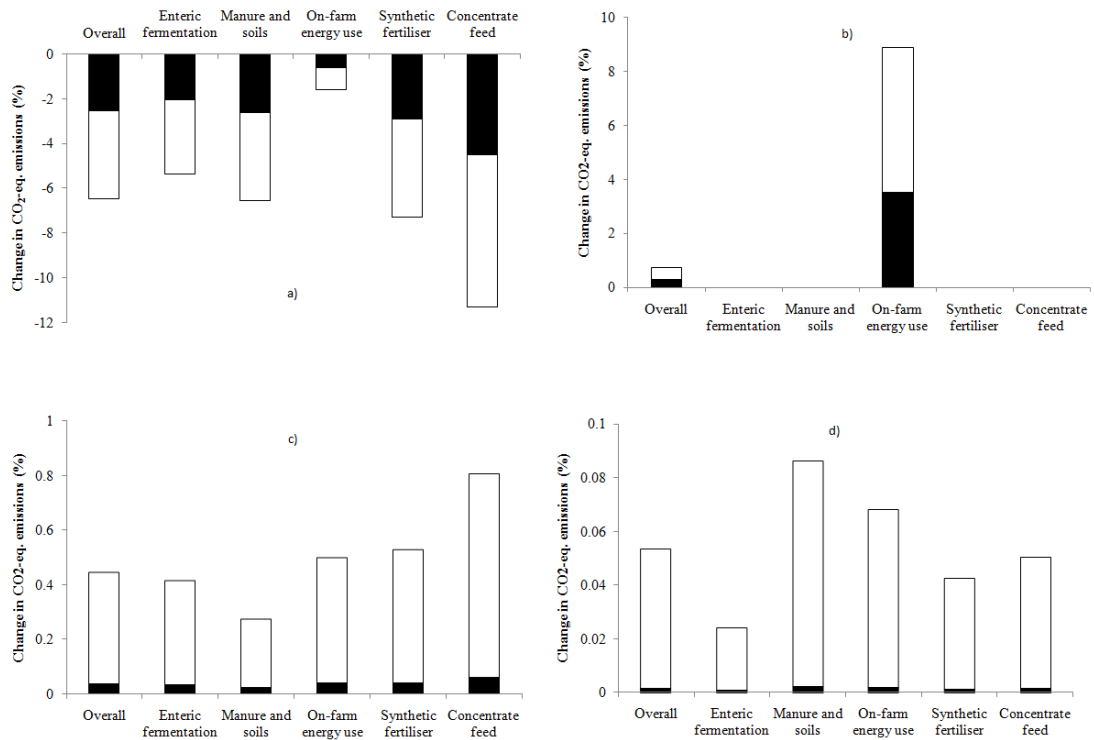 Overall
Enteric
fermentation
Manure and
soils
On-farm
energy use
Synthetic
fertiliser
Concentrate
feed
Change in CO₂-eq. emissions (%)
0
-2
-4
-6
-8
-10
-12
a)
b)
Change in CO2-eq. emissions (%)
10
8
6
4
2
0
Overall
Enteric
fermentation
Manure and
soils
On-farm
energy use
Synthetic
fertiliser
Concentrate
feed
c)
Change in CO2-eq. emissions (%)
1
0.8
0.6
0.4
0.2
0
Overall
Enteric
fermentation
Manure and
soils
On-farm
energy use
Synthetic
fertiliser
Concentrate
feed
d)
Change in CO2-eq. emissions (%)
0.1
0.08
0.06
0.04
0.02
0
Overall
Enteric
fermentation
Manure and
soils
On-farm
energy use
Synthetic
fertiliser
Concentrate
feed